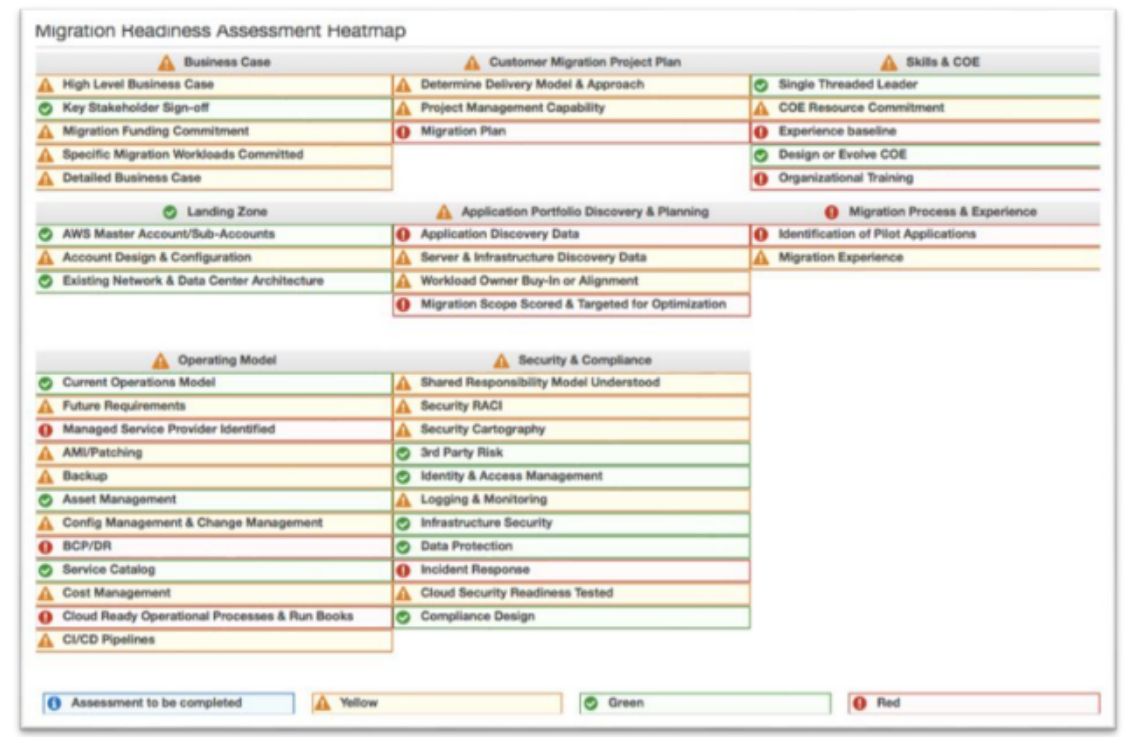 Migration Readiness Assessment Heatmap
Business Case
High Level Business Case
Key Stakeholder Sign-off
Migration Funding Commitment
Specific Migration Workloads Committed
Detailed Business Case
Customer Migration Project Plan
Determine Delivery Model & Approach
Project Management Capability
Migration Plan
Skills & COE
Single Threaded Leader
COE Resource Commitment
Experience baseline
Design or Evolve COE
Organizational Training
Landing Zone
AWS Master Account/Sub-Accounts
Account Design & Configuration
Existing Network & Data Center Architecture
Application Portfolio Discovery & Planning
Application Discovery Data
Server & Infrastructure Discovery Data
Workload Owner Buy-In or Alignment
Migration Scope Scored & Targeted for Optimization
Migration Process & Experience
Identification of Pilot Applications
Migration Experience
Operating Model
Current Operations Model
Future Requirements
Managed Service Provider Identified
AMI/Patching
Backup
Asset Management
Config Management & Change Management
BCP/DR
Service Catalog
Cost Management
Cloud Ready Operational Processes & Run Books
CI/CD Pipelines
Security & Compliance
Shared Responsibility Model Understood
Security RACI
Security Cartography
3rd Party Risk
Identity & Access Management
Logging & Monitoring
Infrastructure Security
Data Protection
Incident Response
Cloud Security Readiness Tested
Compliance Design
Assessment to be completed
Yellow
Green
Red